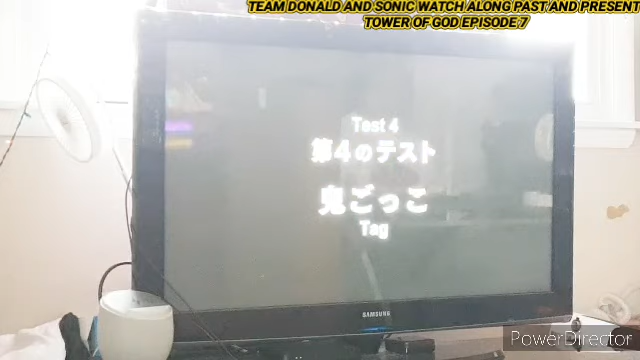 TEAM DONALD AND SONIC WATCH ALONG PAST AND PRESENT
TOWER OF GOD EPISODE 7
Test 4
第4のテスト
鬼ごっこ
Tag
SAMSUNG
PowerDirector